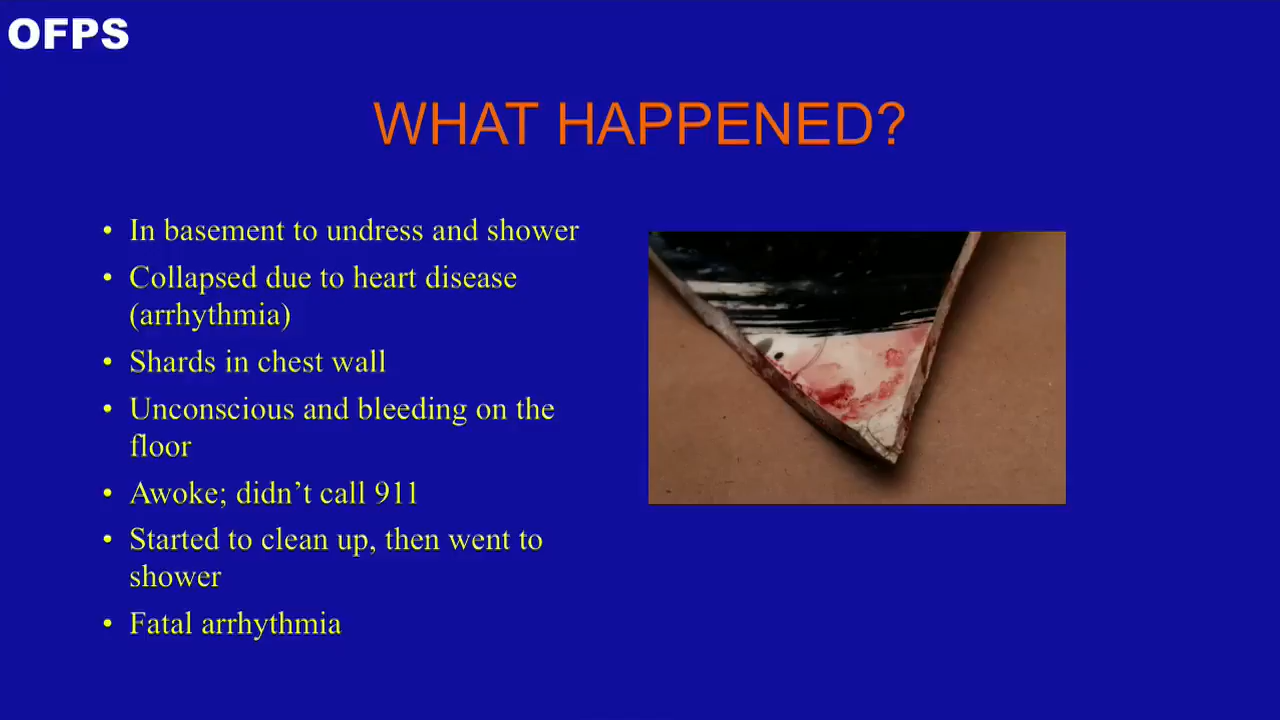 OFPS
WHAT HAPPENED?
• In basement to undress and shower
• Collapsed due to heart disease
(arrhythmia)
• Shards in chest wall
• Unconscious and bleeding on the
floor
• Awoke; didn’t call 911
• Started to clean up, then went to
shower
• Fatal arrhythmia